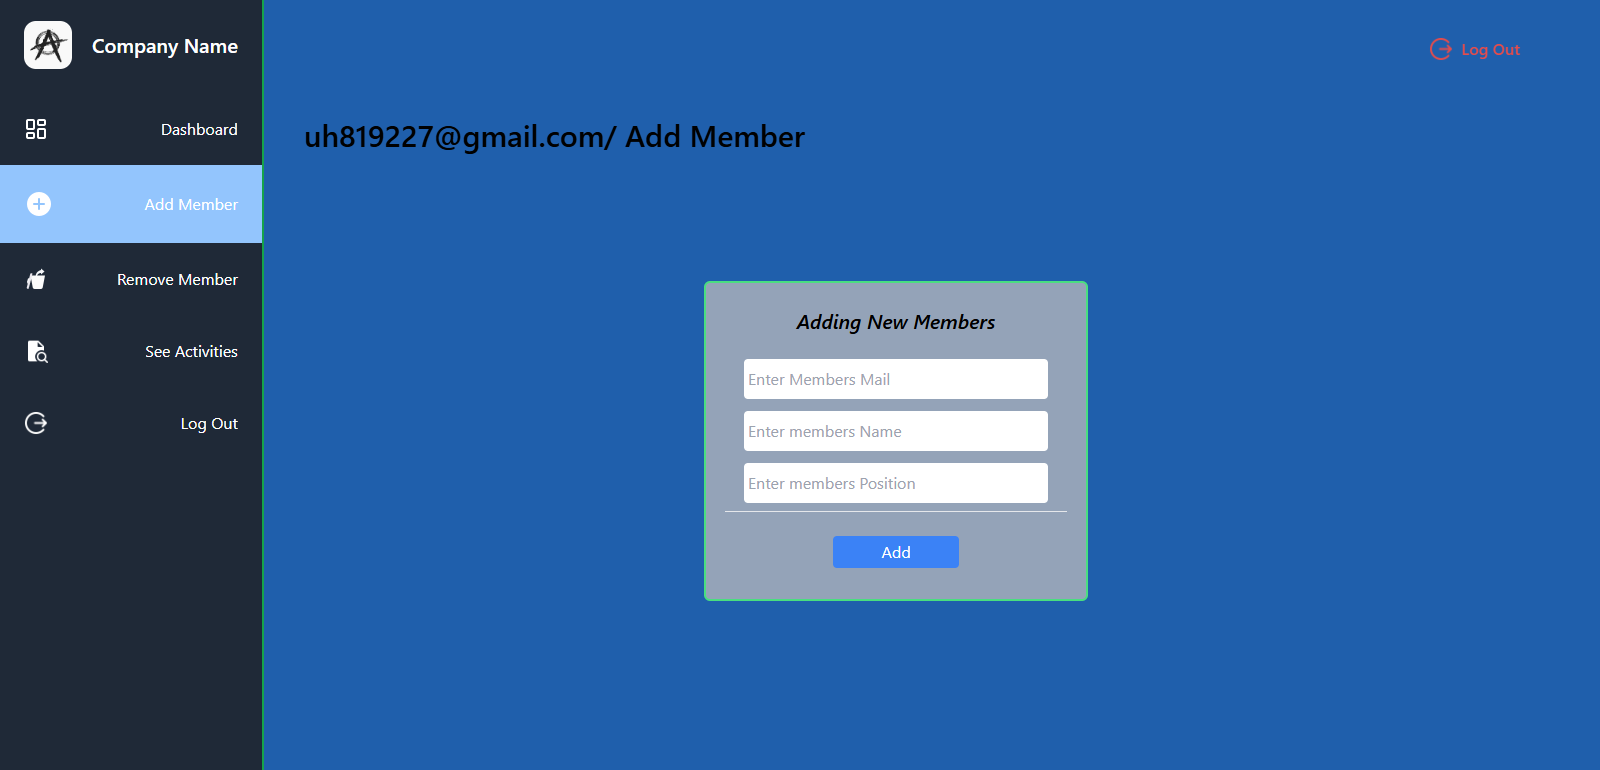 Company Name
Dashboard
Add Member
Remove Member
See Activities
Log Out
Log Out
uh819227@gmail.com/ Add Member
Adding New Members
Enter Members Mail
Enter members Name
Enter members Position
Add